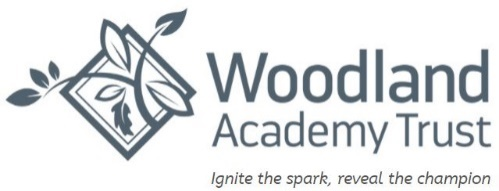 Woodland
Academy Trust
Ignite the spark, reveal the champion